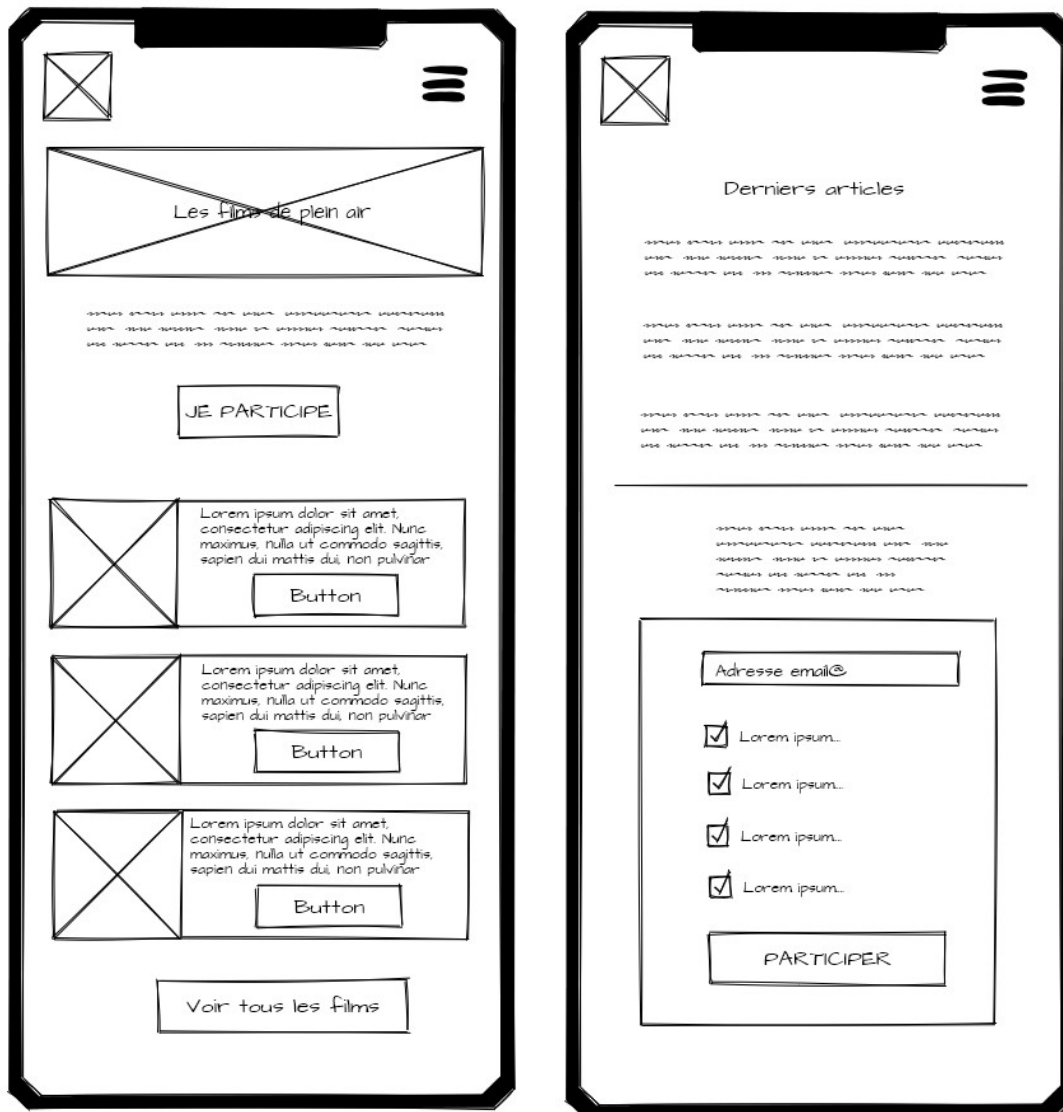 Les films de plein air
JE PARTICIPE
Lorem ipsum dolor sit amet,
consectetur adipiscing elit. Nunc
maximus, nulla ut commodo sagittis,
sapien dui mattis dui, non pulvinar
Button
Lorem ipsum dolor sit amet,
consectetur adipiscing elit. Nunc
maximus, nulla ut commodo sagittis,
sapien dui mattis dui, non pulvinar
Button
Lorem ipsum dolor sit amet,
consectetur adipiscing elit. Nunc
maximus, nulla ut commodo sagittis,
sapien dui mattis dui, non pulvinar
Button
Voir tous les films
Derniers articles
Adresse email@
Lorem ipsum...
Lorem ipsum...
Lorem ipsum...
Lorem ipsum...
PARTICIPER